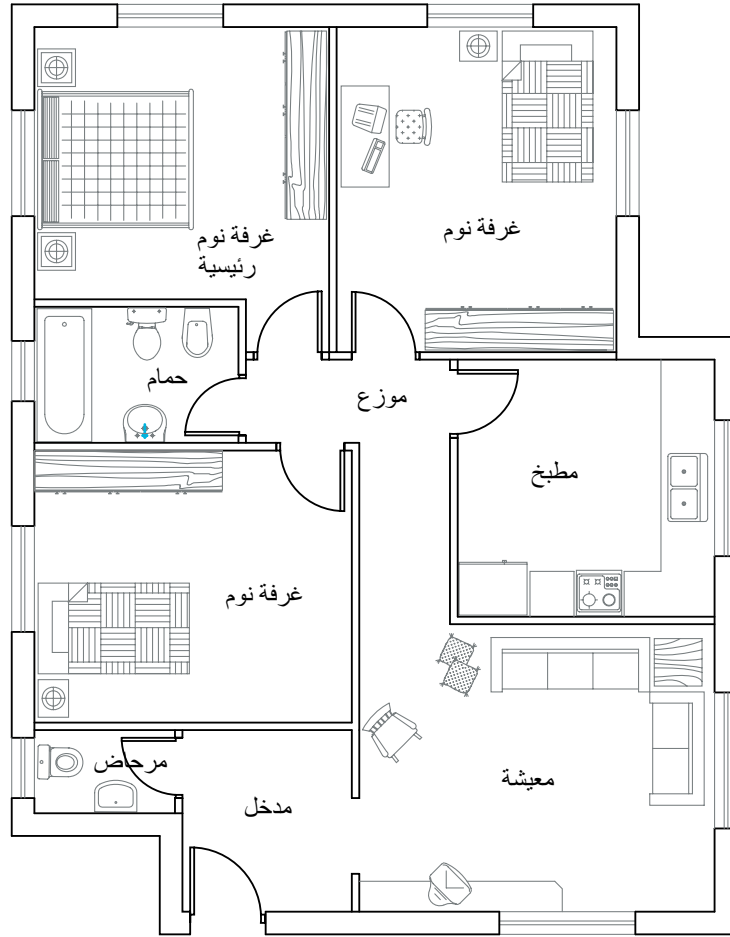 غرفة نوم
رئيسية
غرفة نوم
حمام
موزع
مطبخ
غرفة نوم
مرحاض
مدخل
معيشة